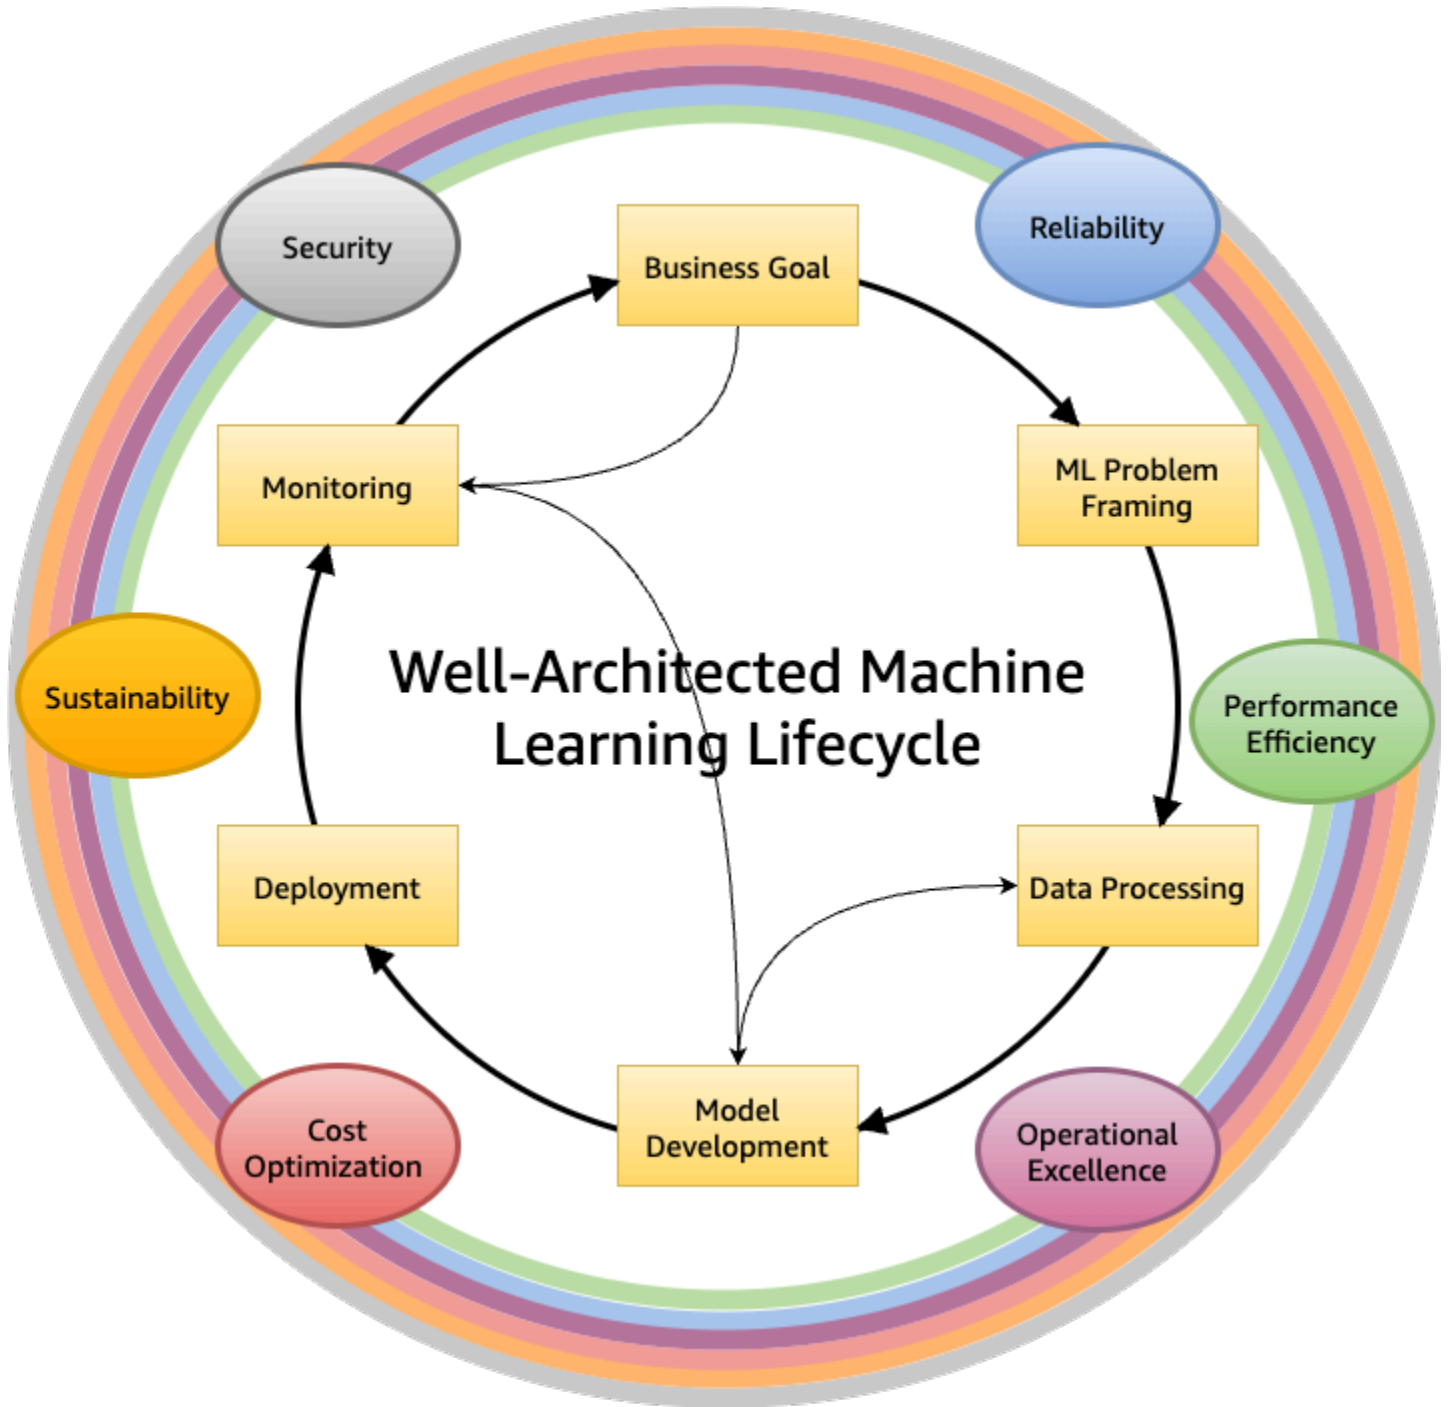 Security
Reliability
Business Goal
Monitoring
ML Problem
Framing
Well-Architected Machine
Learning Lifecycle
Sustainability
Performance
Efficiency
Deployment
Data Processing
Cost
Optimization
Model
Development
Operational
Excellence